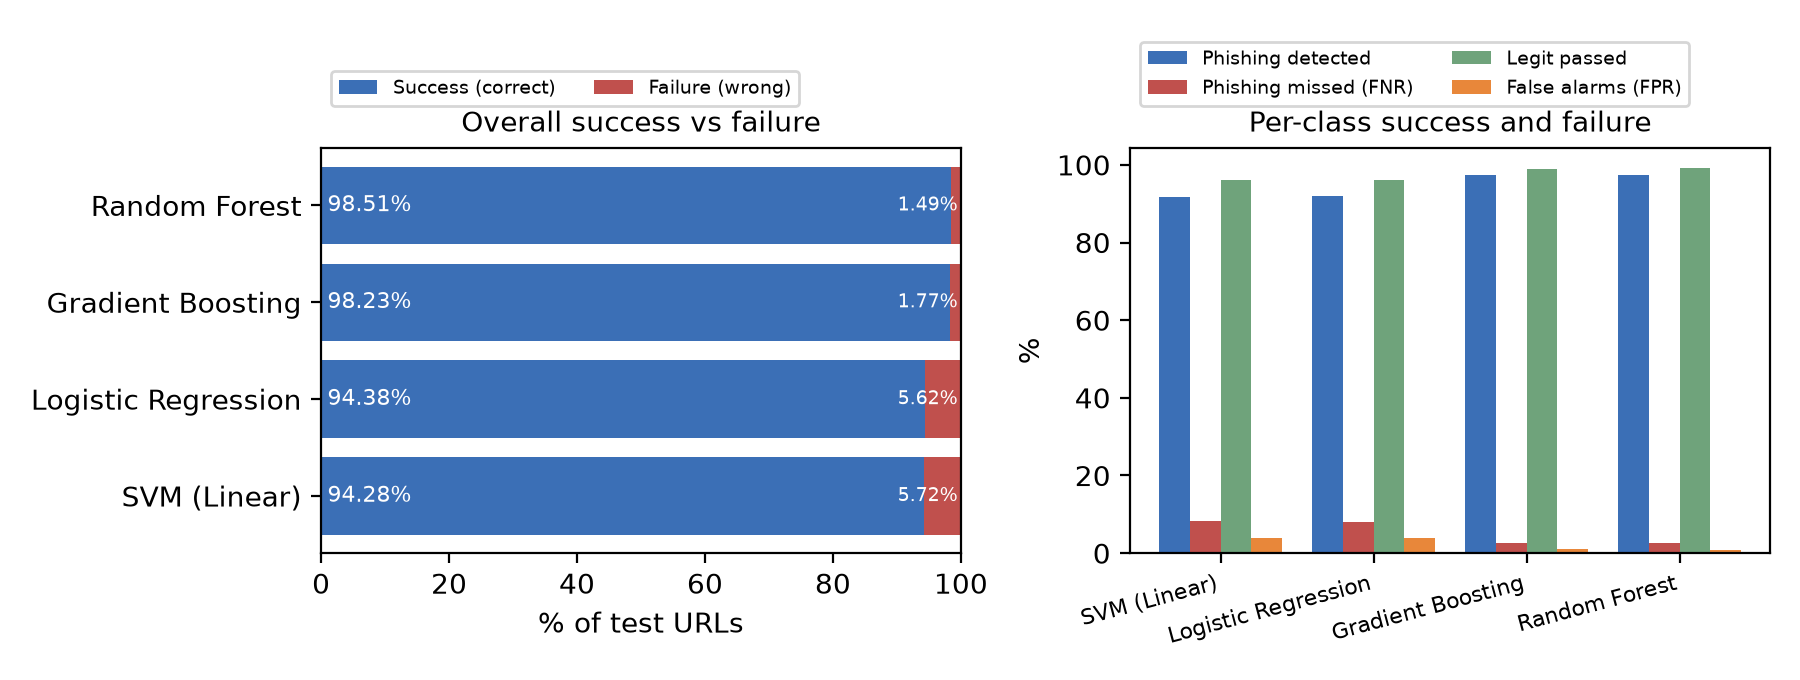 Success (correct) Failure (wrong)
Overall success vs failure
Random Forest 98.51% 1.49%
Gradient Boosting 98.23% 1.77%
Logistic Regression 94.38% 5.62%
SVM (Linear) 94.28% 5.72%
0 20 40 60 80 100
% of test URLs
Phishing detected Legit passed
Phishing missed (FNR) False alarms (FPR)
Per-class success and failure
100
80
60
40
20
0
%
SVM (Linear)
Logistic Regression
Gradient Boosting
Random Forest